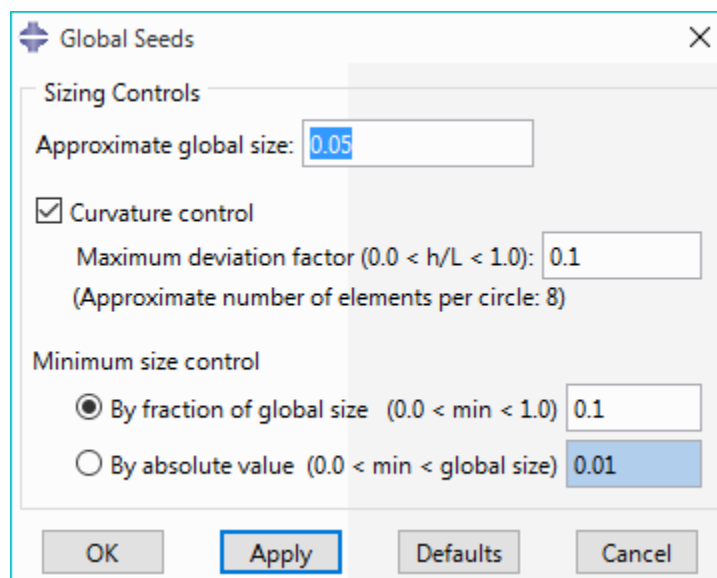 Global Seeds
Sizing Controls
Approximate global size: 0.05
Curvature control
Maximum deviation factor (0.0 < h/L < 1.0): 0.1
(Approximate number of elements per circle: 8)
Minimum size control
By fraction of global size (0.0 < min < 1.0) 0.1
By absolute value (0.0 < min < global size) 0.01
OK Apply Defaults Cancel